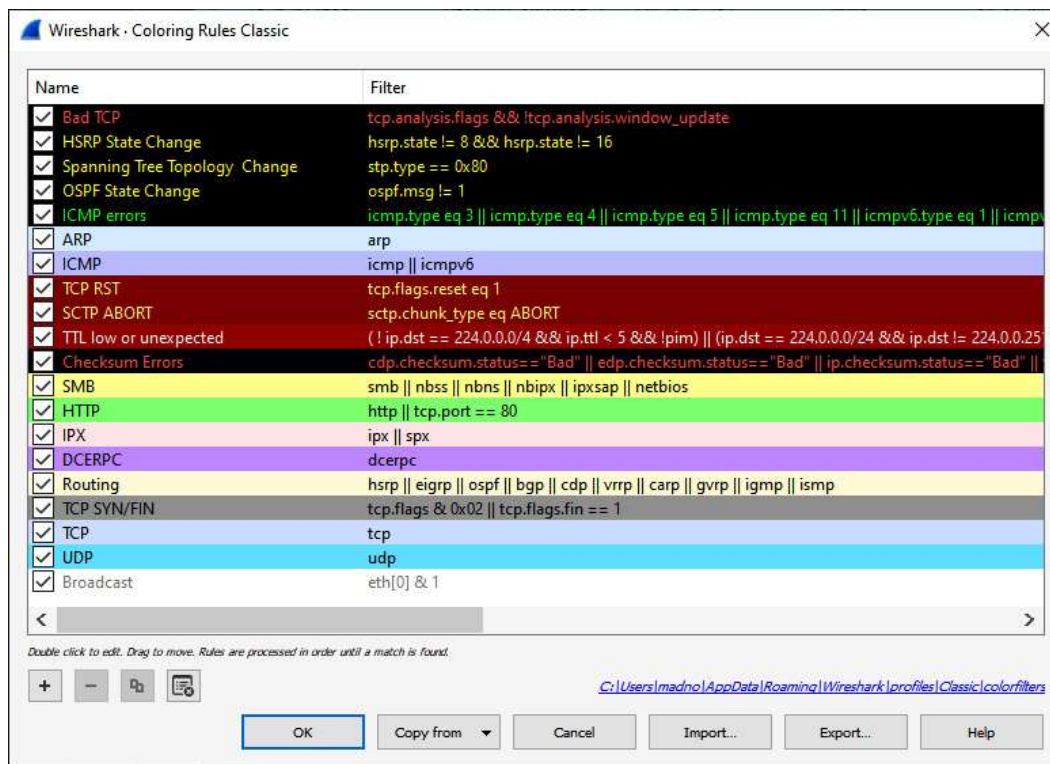 Wireshark · Coloring Rules Classic
Name Filter
Bad TCP tcp.analysis.flags && !tcp.analysis.window_update
HSRP State Change hsrp.state != 8 && hsrp.state != 16
Spanning Tree Topology  Change stp.type == 0x80
OSPF State Change ospf.msg != 1
ICMP errors icmp.type eq 3 || icmp.type eq 4 || icmp.type eq 5 || icmp.type eq 11 || icmpv6.type eq 1 || icmpv
ARP arp
ICMP icmp || icmpv6
TCP RST tcp.flags.reset eq 1
SCTP ABORT sctp.chunk_type eq ABORT
TTL low or unexpected ( ! ip.dst == 224.0.0.0/4 && ip.ttl < 5 && !pim) || (ip.dst == 224.0.0.0/24 && ip.dst != 224.0.0.251
Checksum Errors cdp.checksum.status=="Bad" || edp.checksum.status=="Bad" || ip.checksum.status=="Bad" ||
SMB smb || nbss || nbns || nbipx || ipxsap || netbios
HTTP http || tcp.port == 80
IPX ipx || spx
DCERPC dcerpc
Routing hsrp || eigrp || ospf || bgp || cdp || vrrp || carp || gvrp || igmp || ismp
TCP SYN/FIN tcp.flags & 0x02 || tcp.flags.fin == 1
TCP tcp
UDP udp
Broadcast eth[0] & 1
Double click to edit. Drag to move. Rules are processed in order until a match is found.
C:\Users\madno\AppData\Roaming\Wireshark\profiles\Classic\colorfilters
OK Copy from Cancel Import... Export... Help